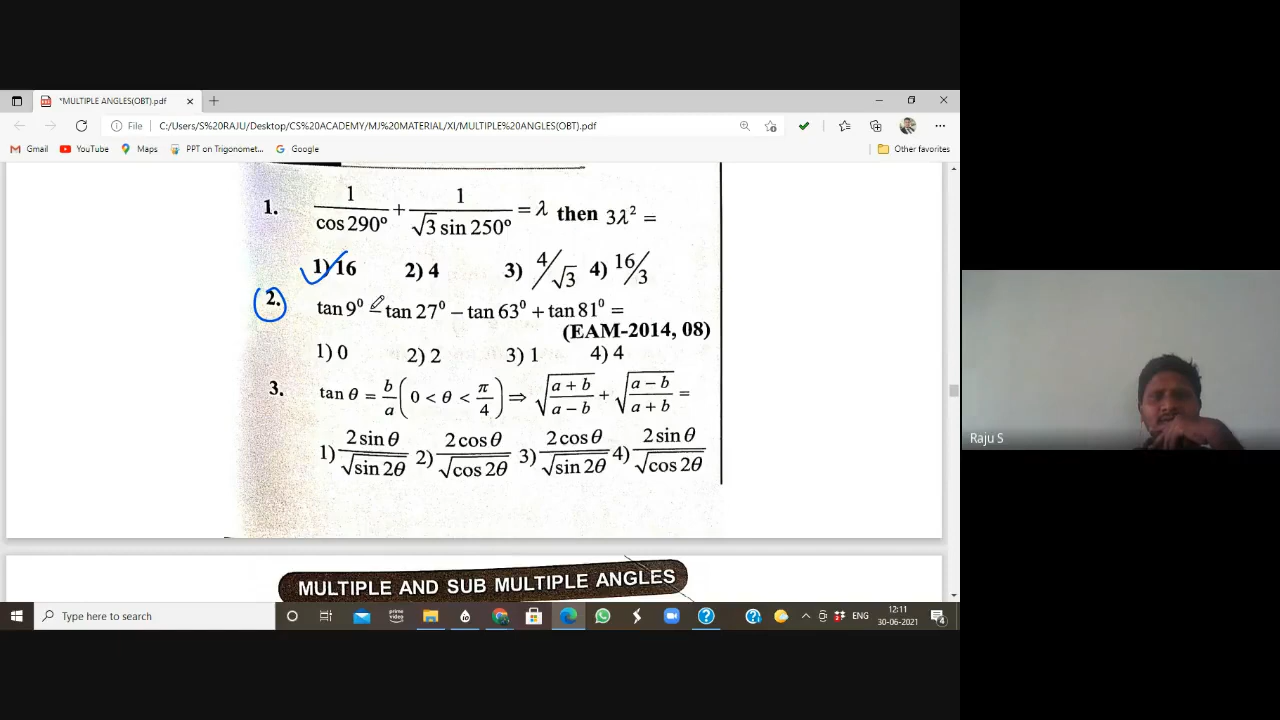 *MULTIPLE ANGLES(OBT).pdf
File C:/Users/S%20RAJU/Desktop/CS%20ACADEMY/MJ%20MATERIAL/XI/MULTIPLE%20ANGLES(OBT).pdf
Gmail YouTube Maps PPT on Trigonomet... Google Other favorites
1. 1/cos 290° + 1/√3 sin 250° = λ then 3λ² =
1) 16 2) 4 3) 4/√3 4) 16/3
2. tan 9° – tan 27° – tan 63° + tan 81° =
(EAM-2014, 08)
1) 0 2) 2 3) 1 4) 4
3. tan θ = b/a (0 < θ < π/4) ⇒ √(a + b/a – b) + √(a – b/a + b) =
1) 2 sin θ/√sin 2θ 2) 2 cos θ/√cos 2θ 3) 2 cos θ/√sin 2θ 4) 2 sin θ/√cos 2θ
MULTIPLE AND SUB MULTIPLE ANGLES
Raju S
Type here to search prime video ENG 12:11
30-06-2021 4